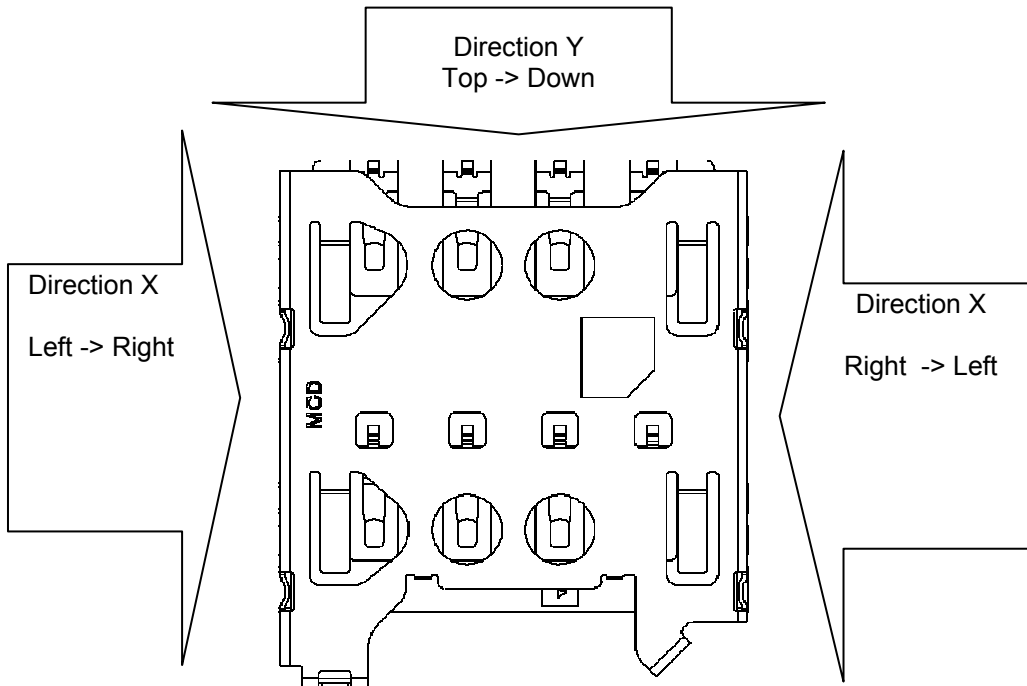 Direction Y
Top -> Down
Direction X
Left -> Right
Direction X
Right -> Left
MCD